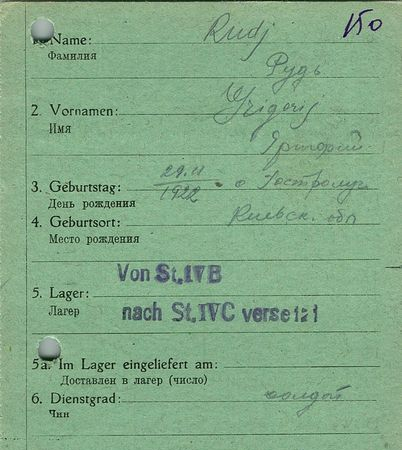 150
1. Name: Rudj
Фамилия Рудь
2. Vornamen: Grigorij
Имя Григорий
3. Geburtstag: 29.11 1922 с Гостролуч
День рождения
4. Geburtsort: Киевск. обл
Место рождения
Von St.IVB
5. Lager:
Лагер nach St.IVC versetzt
5a. Im Lager eingeliefert am:
Доставлен в лагер (число)
6. Dienstgrad: солдат
Чин